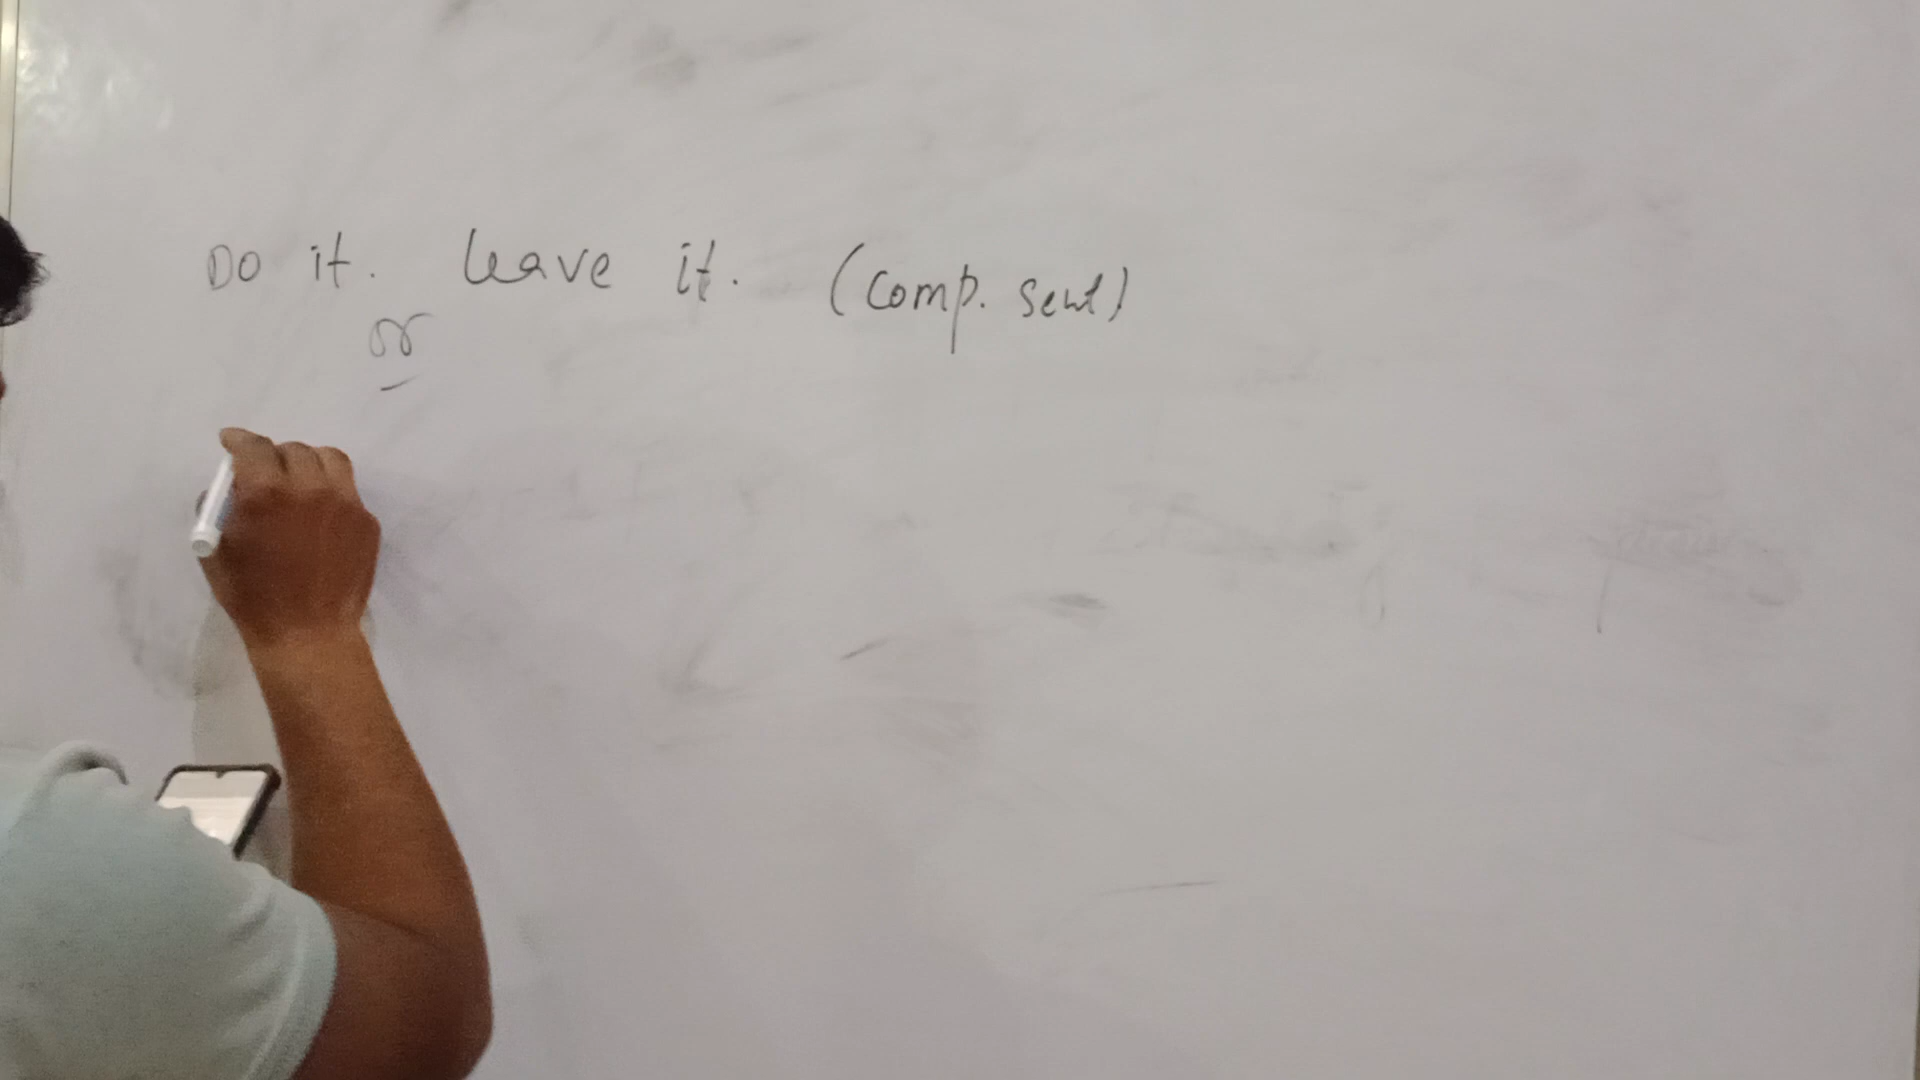 Do it. leave it. (comp. sent)
or